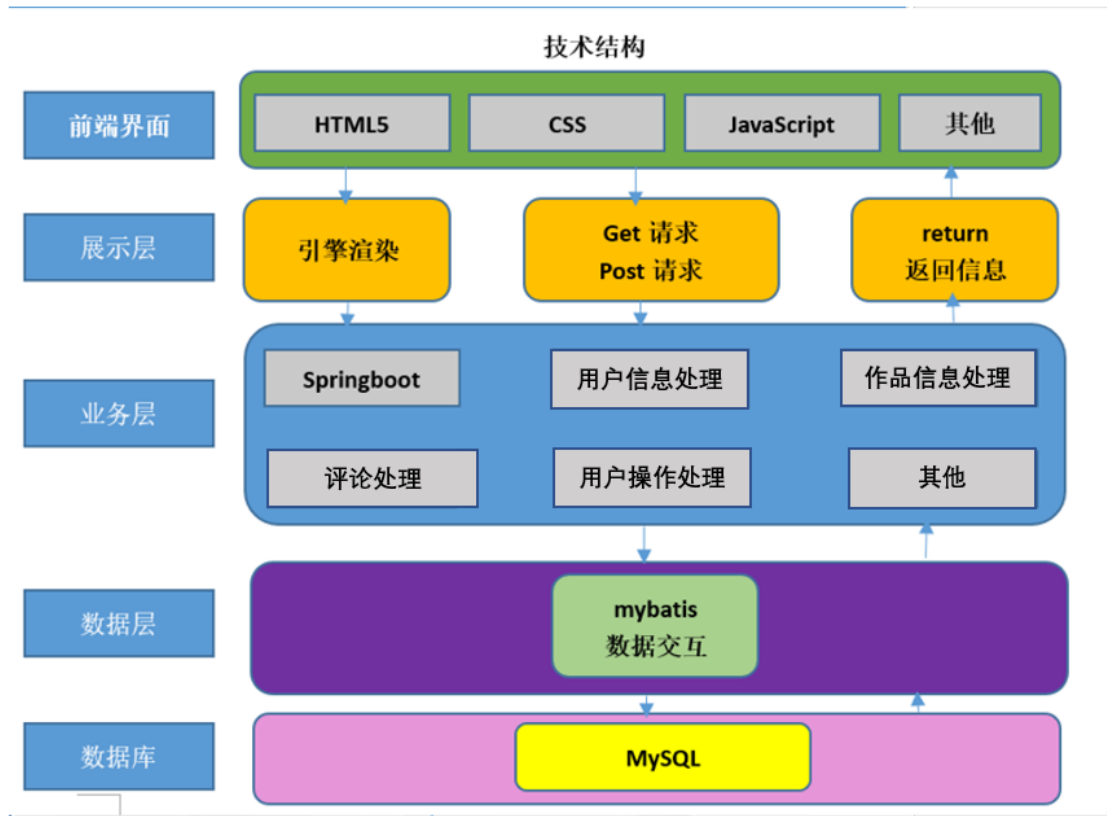 技术结构
前端界面
HTML5
CSS
JavaScript
其他
展示层
引擎渲染
Get 请求
Post 请求
return
返回信息
业务层
Springboot
用户信息处理
作品信息处理
评论处理
用户操作处理
其他
数据层
mybatis
数据交互
数据库
MySQL